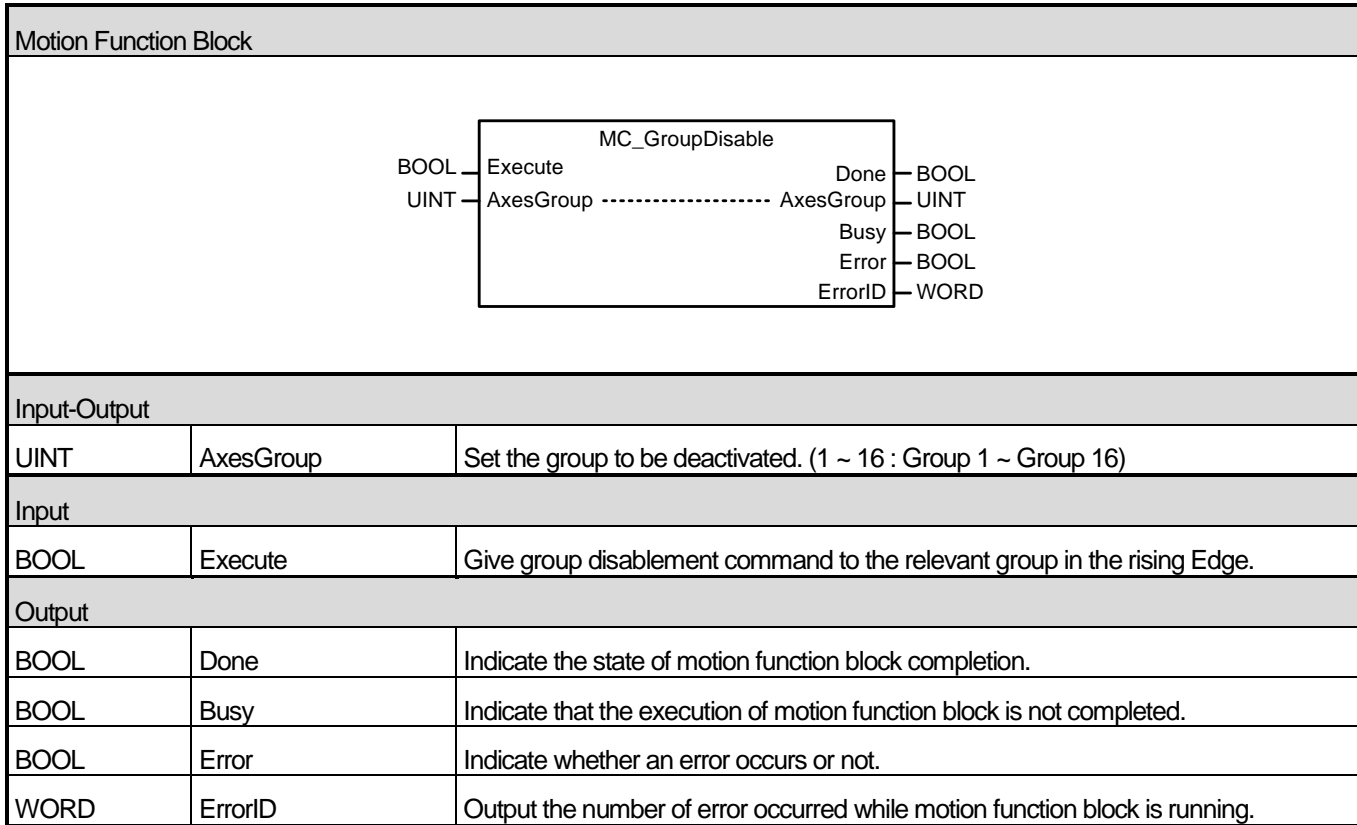 Motion Function Block
MC_GroupDisable
BOOL Execute Done BOOL
UINT AxesGroup AxesGroup UINT
Busy BOOL
Error BOOL
ErrorID WORD
Input-Output
UINT AxesGroup Set the group to be deactivated. (1 ~ 16 : Group 1 ~ Group 16)
Input
BOOL Execute Give group disablement command to the relevant group in the rising Edge.
Output
BOOL Done Indicate the state of motion function block completion.
BOOL Busy Indicate that the execution of motion function block is not completed.
BOOL Error Indicate whether an error occurs or not.
WORD ErrorID Output the number of error occurred while motion function block is running.